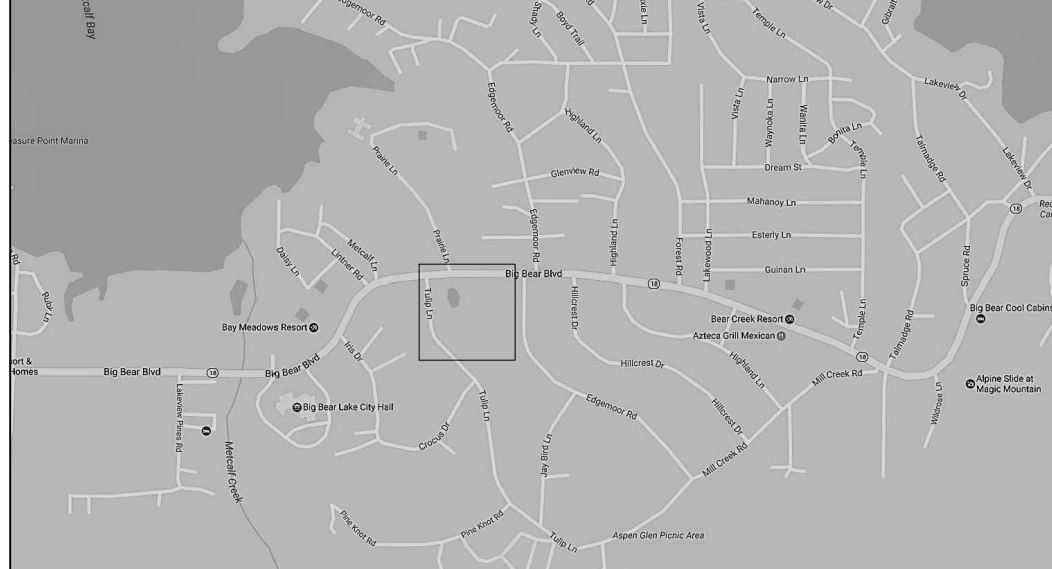 Metcalf Bay
Edgemoor Rd
Shady Ln
Boyd Trail
Vista Ln
Temple Ln
Lakeview Dr
Narrow Ln
Edgemoor Rd
Highland Ln
Vista Ln
Waynoka Ln
Wanita Ln
Bonita Ln
Temple Ln
Talmadge Rd
Lakeview Dr
easure Point Marina
Prairie Ln
Glenview Rd
Dream St
Mahanoy Ln
18
Edgemoor Rd
Highland Ln
Forest Rd
Lakewood Ln
Esterly Ln
Guinan Ln
Spruce Rd
Prairie Ln
Metcalf Ln
Lintner Rd
Daisy Ln
Big Bear Blvd
18
Tulip Ln
Hillcrest Dr
Big Bear Cool Cabins
Bear Creek Resort
Azteca Grill Mexican
Temple Ln
Talmadge Rd
Bay Meadows Resort
Iris Dr
18
Homes
Big Bear Blvd
18
Big Bear Blvd
Hillcrest Dr
Highland Ln
Mill Creek Rd
Alpine Slide at
Magic Mountain
Wildrose Ln
Lakeview Pines Rd
Big Bear Lake City Hall
Tulip Ln
Edgemoor Rd
Hillcrest Dr
Crocus Dr
Jay Bird Ln
Mill Creek Rd
Metcalf Creek
Pine Knot Rd
Pine Knot Rd
Tulip Ln
Aspen Glen Picnic Area